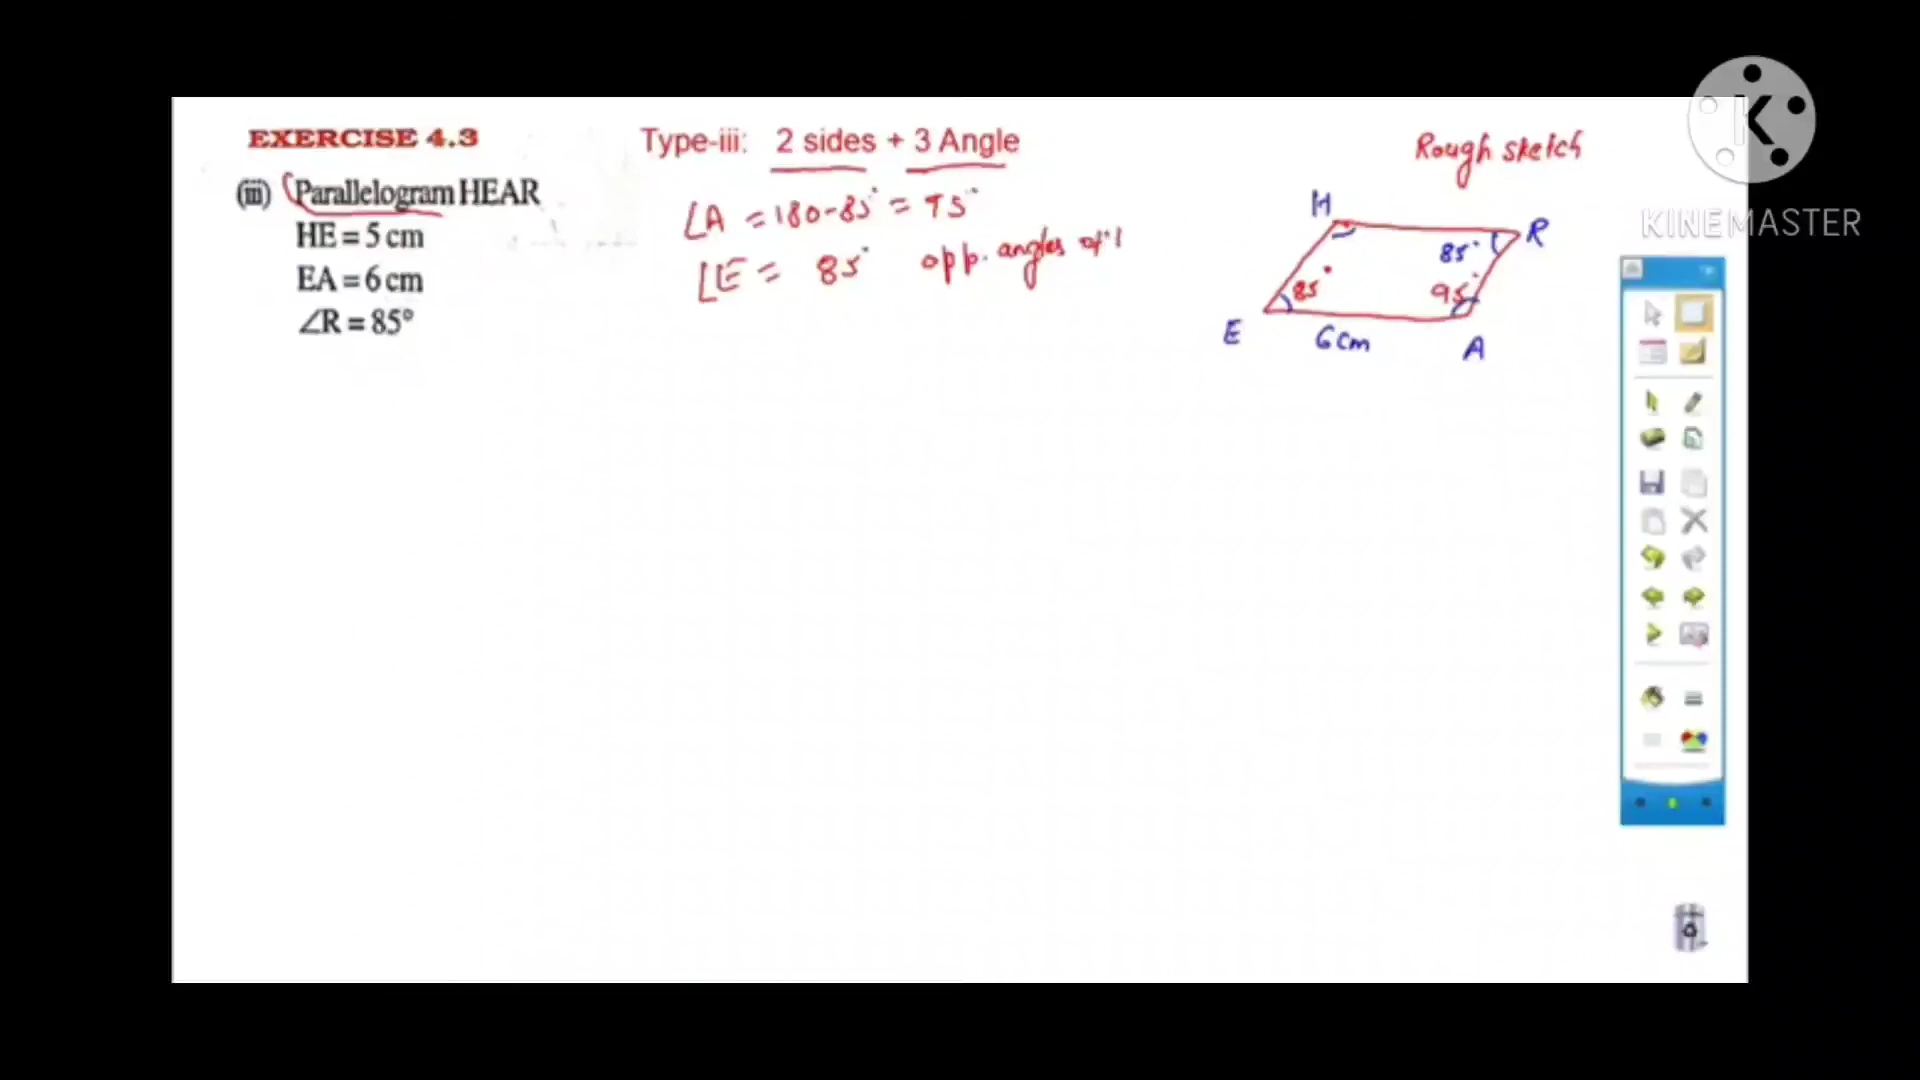 EXERCISE 4.3
Type-iii: 2 sides + 3 Angle
Rough sketch
(iii) Parallelogram HEAR
HE = 5 cm
EA = 6 cm
∠R = 85°
∠A = 180-85° = 95°
∠E = 85° opp. angles of
H
R
85°
85°
95°
E
6cm
A
KINEMASTER